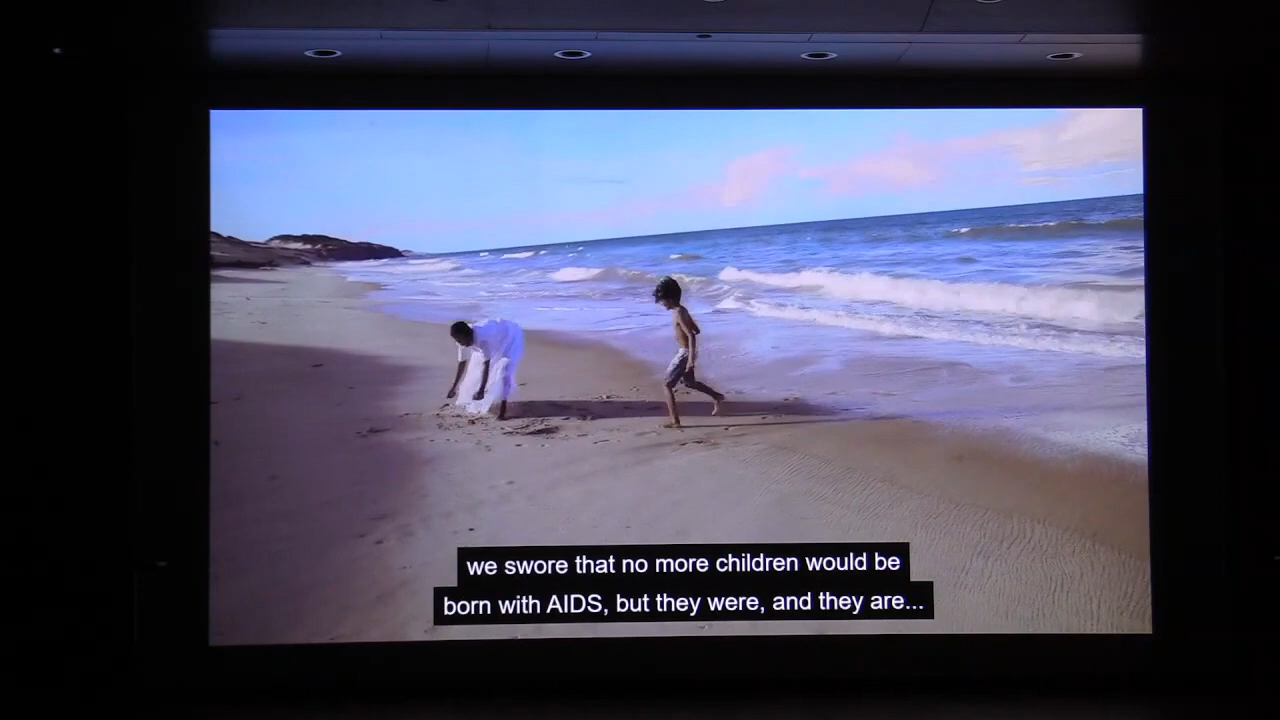 we swore that no more children would be
born with AIDS, but they were, and they are...